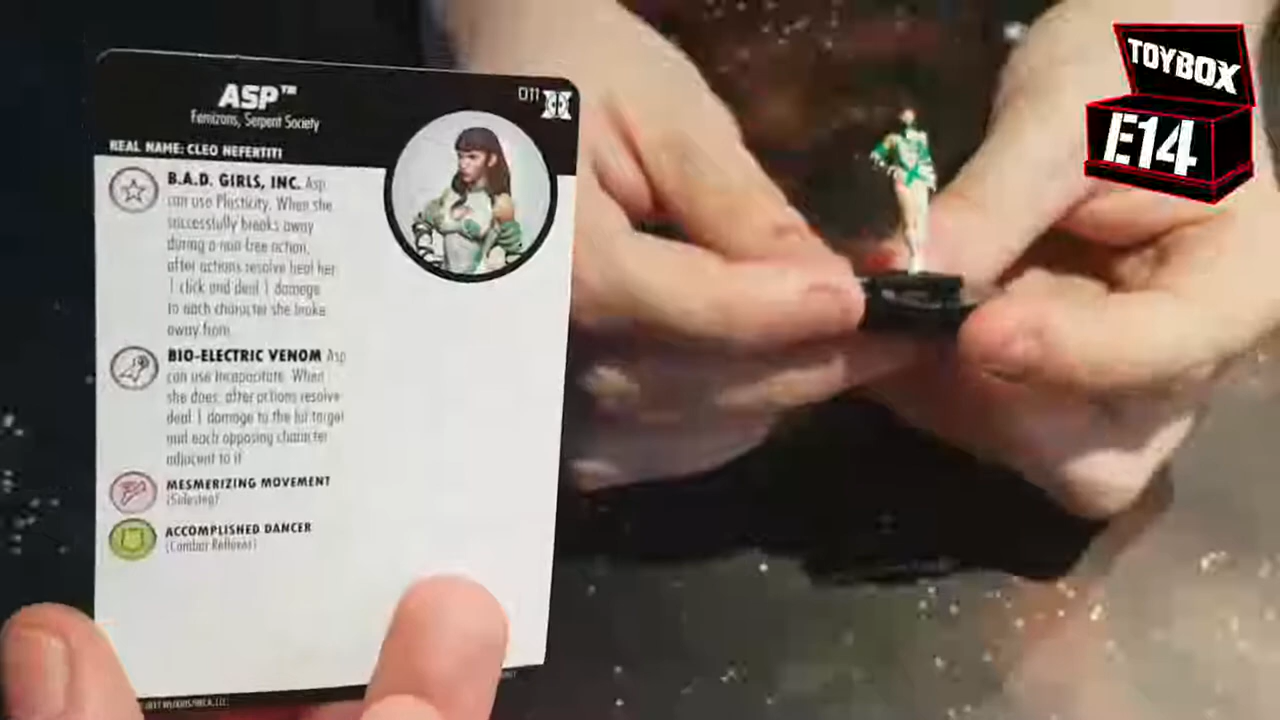 TOYBOX
E14
ASP™
011
Femizons, Serpent Society
REAL NAME: CLEO NEFERTITI
B.A.D. GIRLS, INC. Asp
can use Plasticity. When she
successfully breaks away
during a non-free action,
after actions resolve heal her
1 click and deal 1 damage
to each character she broke
away from.
BIO-ELECTRIC VENOM Asp
can use Incapacitate. When
she does, after actions resolve
deal 1 damage to the hit target
and each opposing character
adjacent to it.
MESMERIZING MOVEMENT
(Sidestep)
ACCOMPLISHED DANCER
(Combat Reflexes)